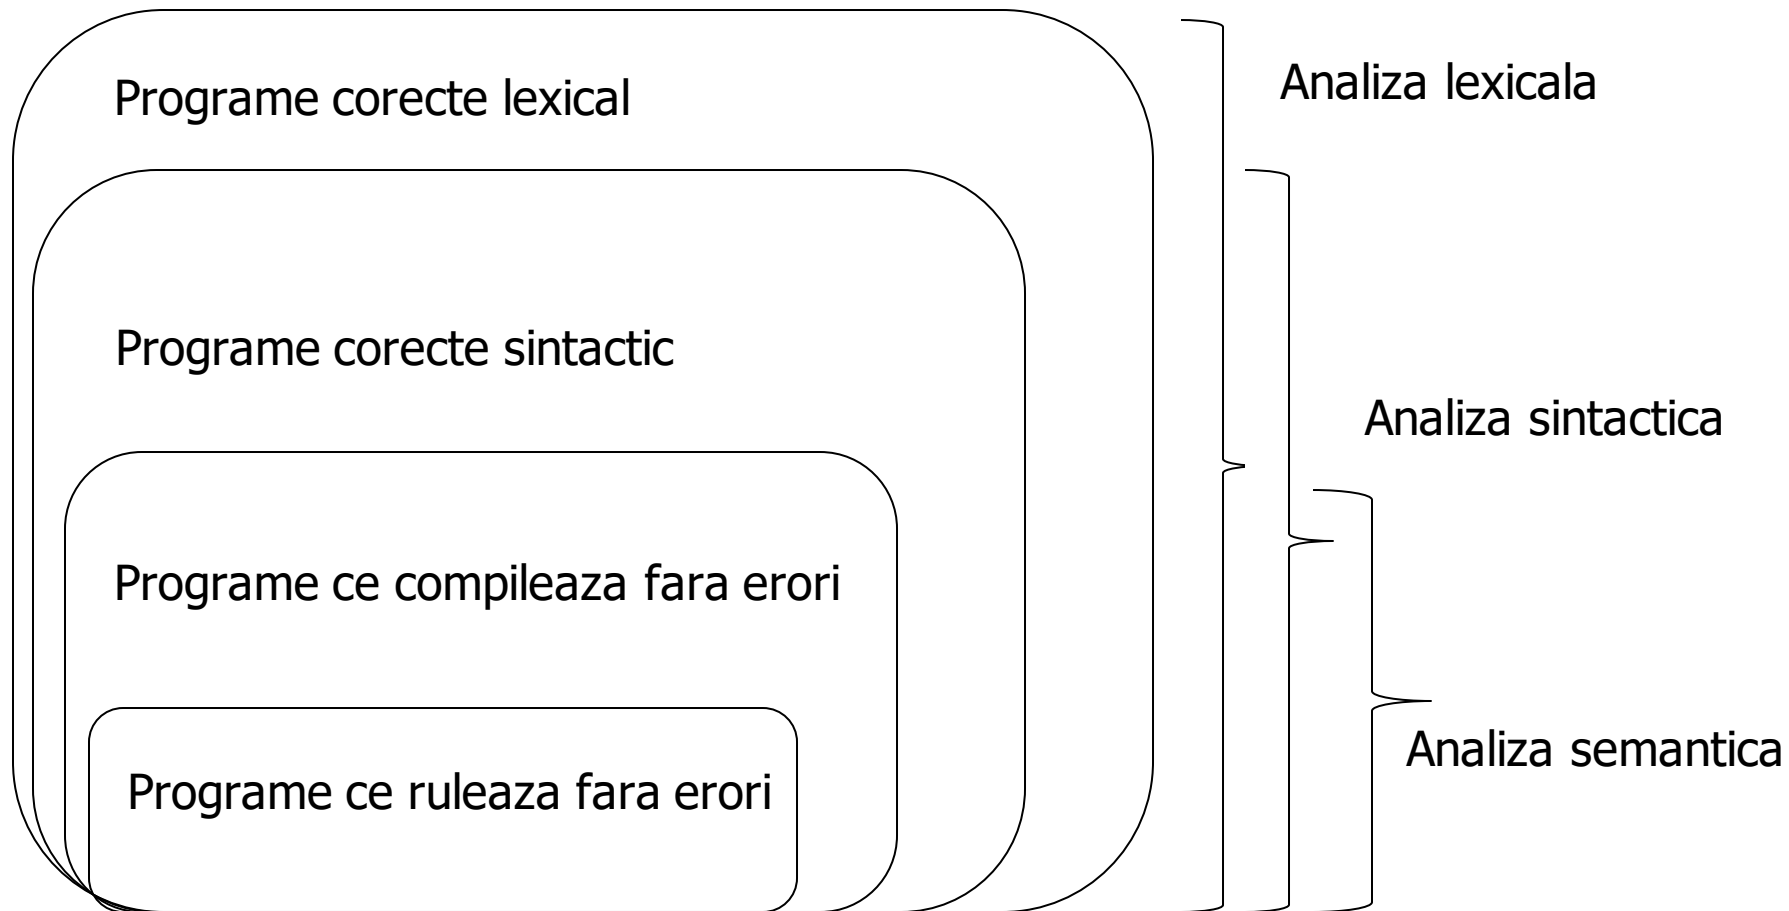 Programe corecte lexical
Analiza lexicala
Programe corecte sintactic
Analiza sintactica
Programe ce compileaza fara erori
Analiza semantica
Programe ce ruleaza fara erori